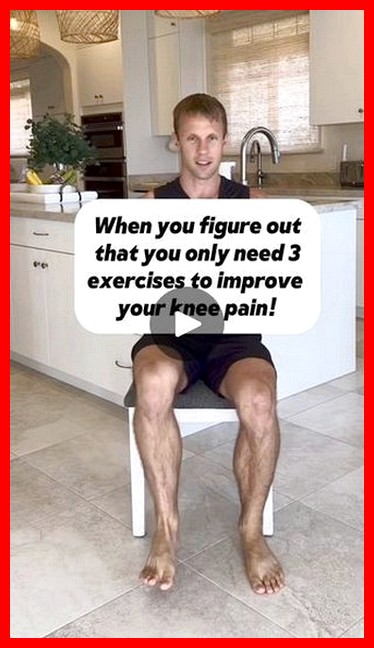 When you figure out
that you only need 3
exercises to improve
your knee pain!